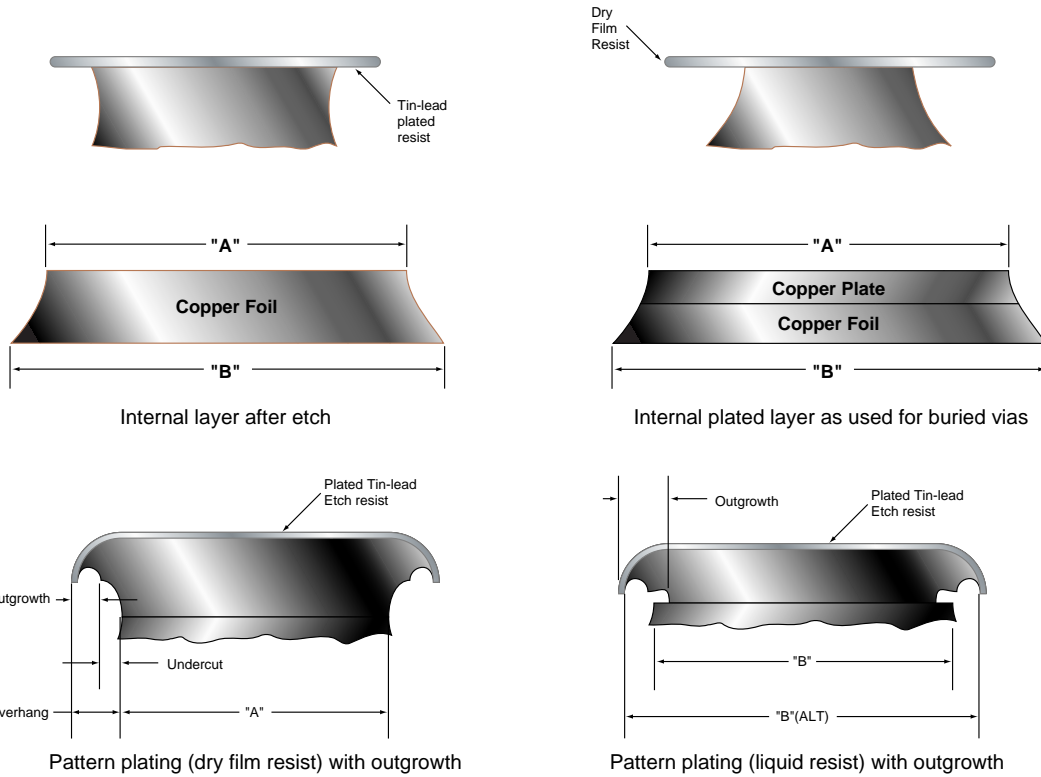 Dry
Film
Resist
Tin-lead
plated
resist
"A"
Copper Foil
"B"
Internal layer after etch
"A"
Copper Plate
Copper Foil
"B"
Internal plated layer as used for buried vias
Plated Tin-lead
Etch resist
utgrowth
Undercut
verhang
"A"
Pattern plating (dry film resist) with outgrowth
Outgrowth
Plated Tin-lead
Etch resist
"B"
"B"(ALT)
Pattern plating (liquid resist) with outgrowth